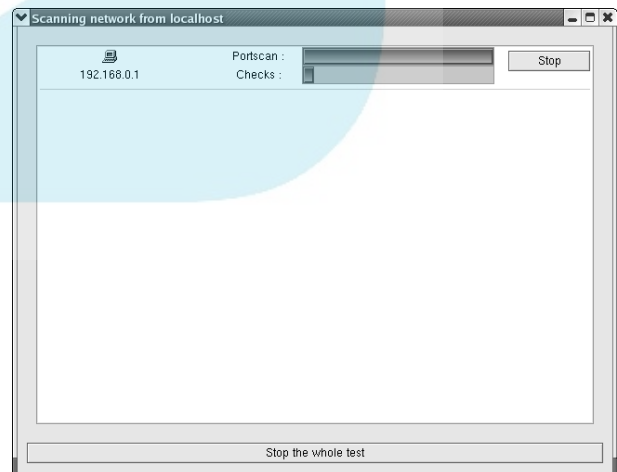 Scanning network from localhost
Portscan :
Stop
192.168.0.1
Checks :
Stop the whole test